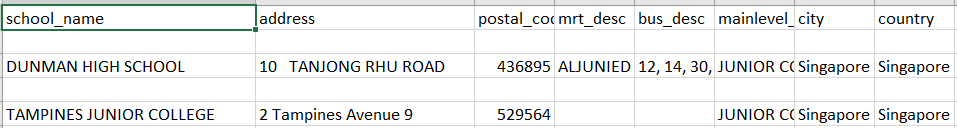 school_name address postal_coo mrt_desc bus_desc mainlevel_ city country
DUNMAN HIGH SCHOOL 10 TANJONG RHU ROAD 436895 ALJUNIED 12, 14, 30, JUNIOR CO Singapore Singapore
TAMPINES JUNIOR COLLEGE 2 Tampines Avenue 9 529564 JUNIOR CO Singapore Singapore